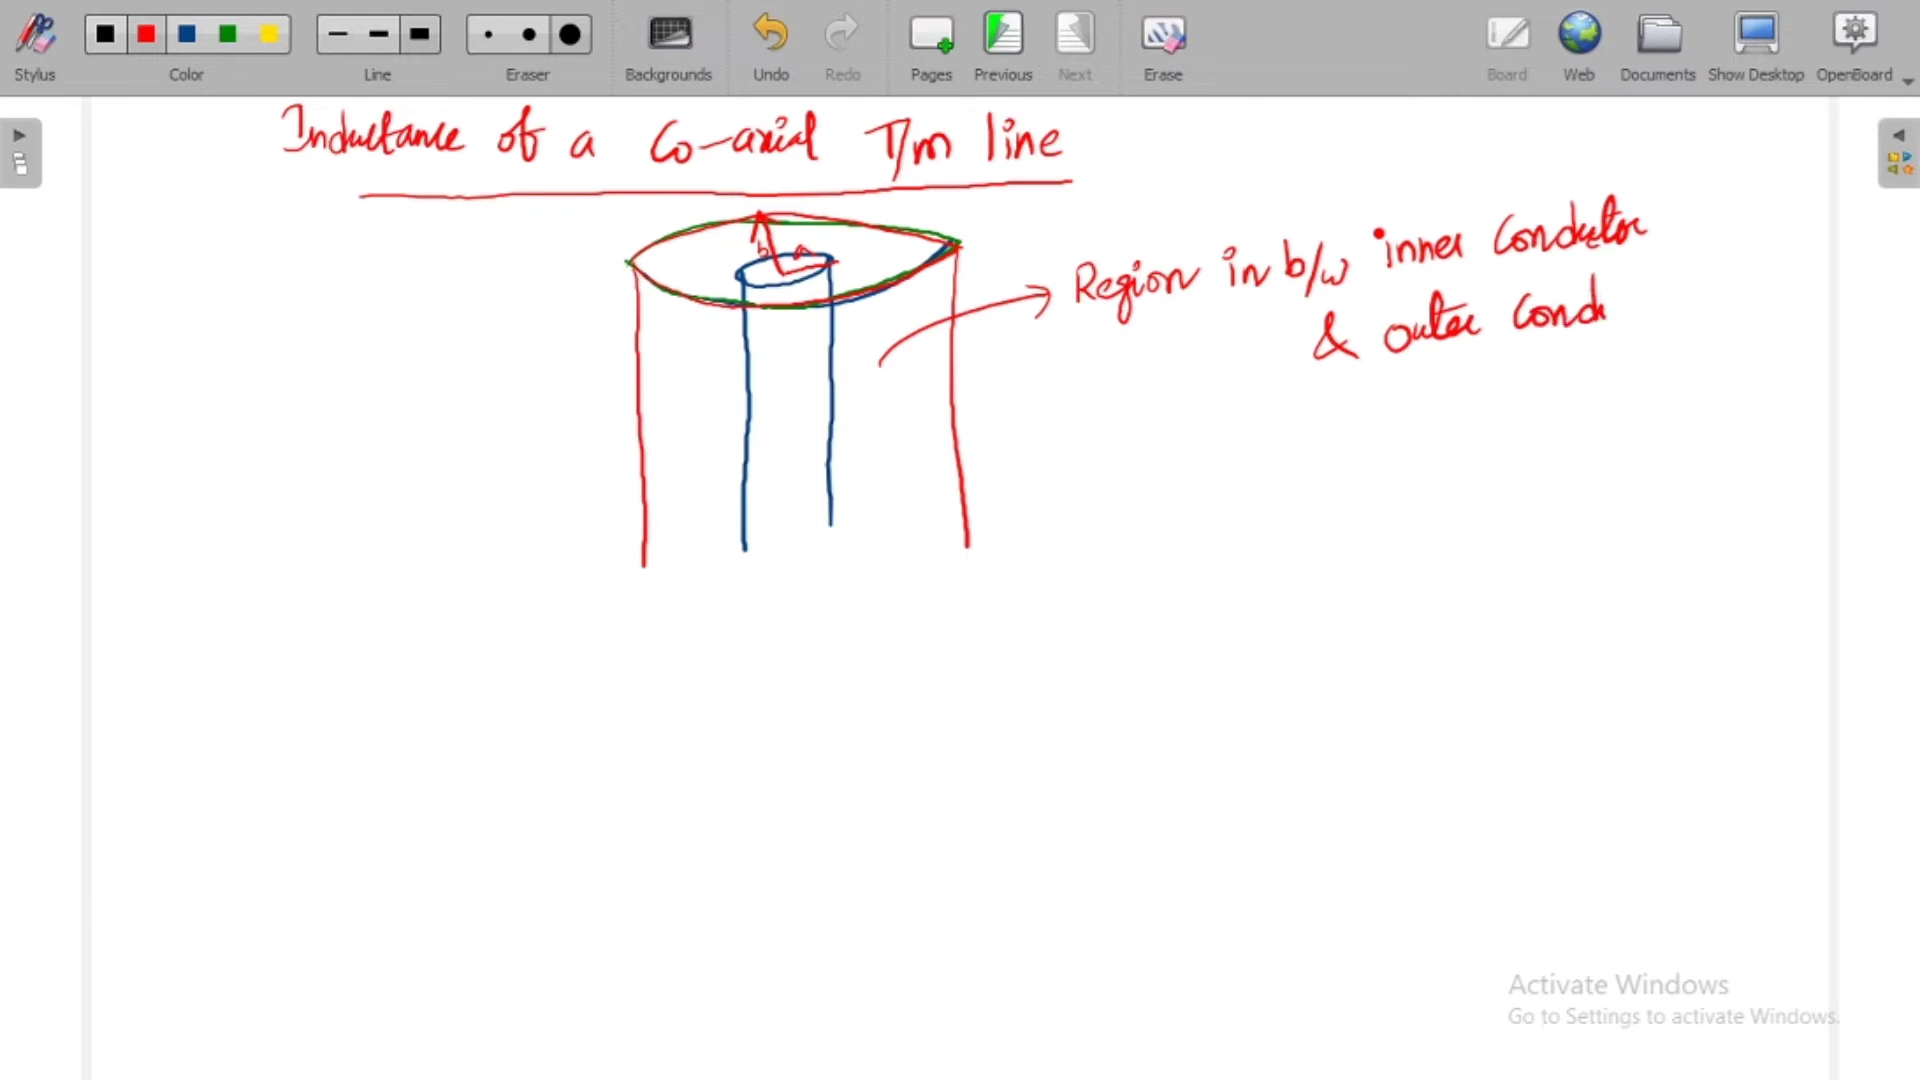 Stylus
Color
Line
Eraser
Backgrounds
Undo
Redo
Pages
Previous
Next
Erase
Board
Web
Documents
Show Desktop
OpenBoard
Inductance of a Co-axial T/m line
b a
Region in b/w inner conductor
& outer Cond
Activate Windows
Go to Settings to activate Windows.